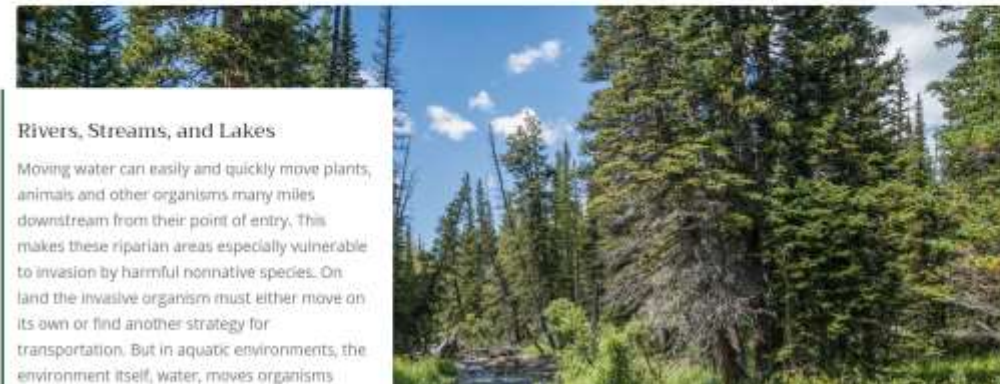 Rivers, Streams, and Lakes
Moving water can easily and quickly move plants,
animals and other organisms many miles
downstream from their point of entry. This
makes these riparian areas especially vulnerable
to invasion by harmful nonnative species. On
land the invasive organism must either move on
its own or find another strategy for
transportation. But in aquatic environments, the
environment itself, water, moves organisms